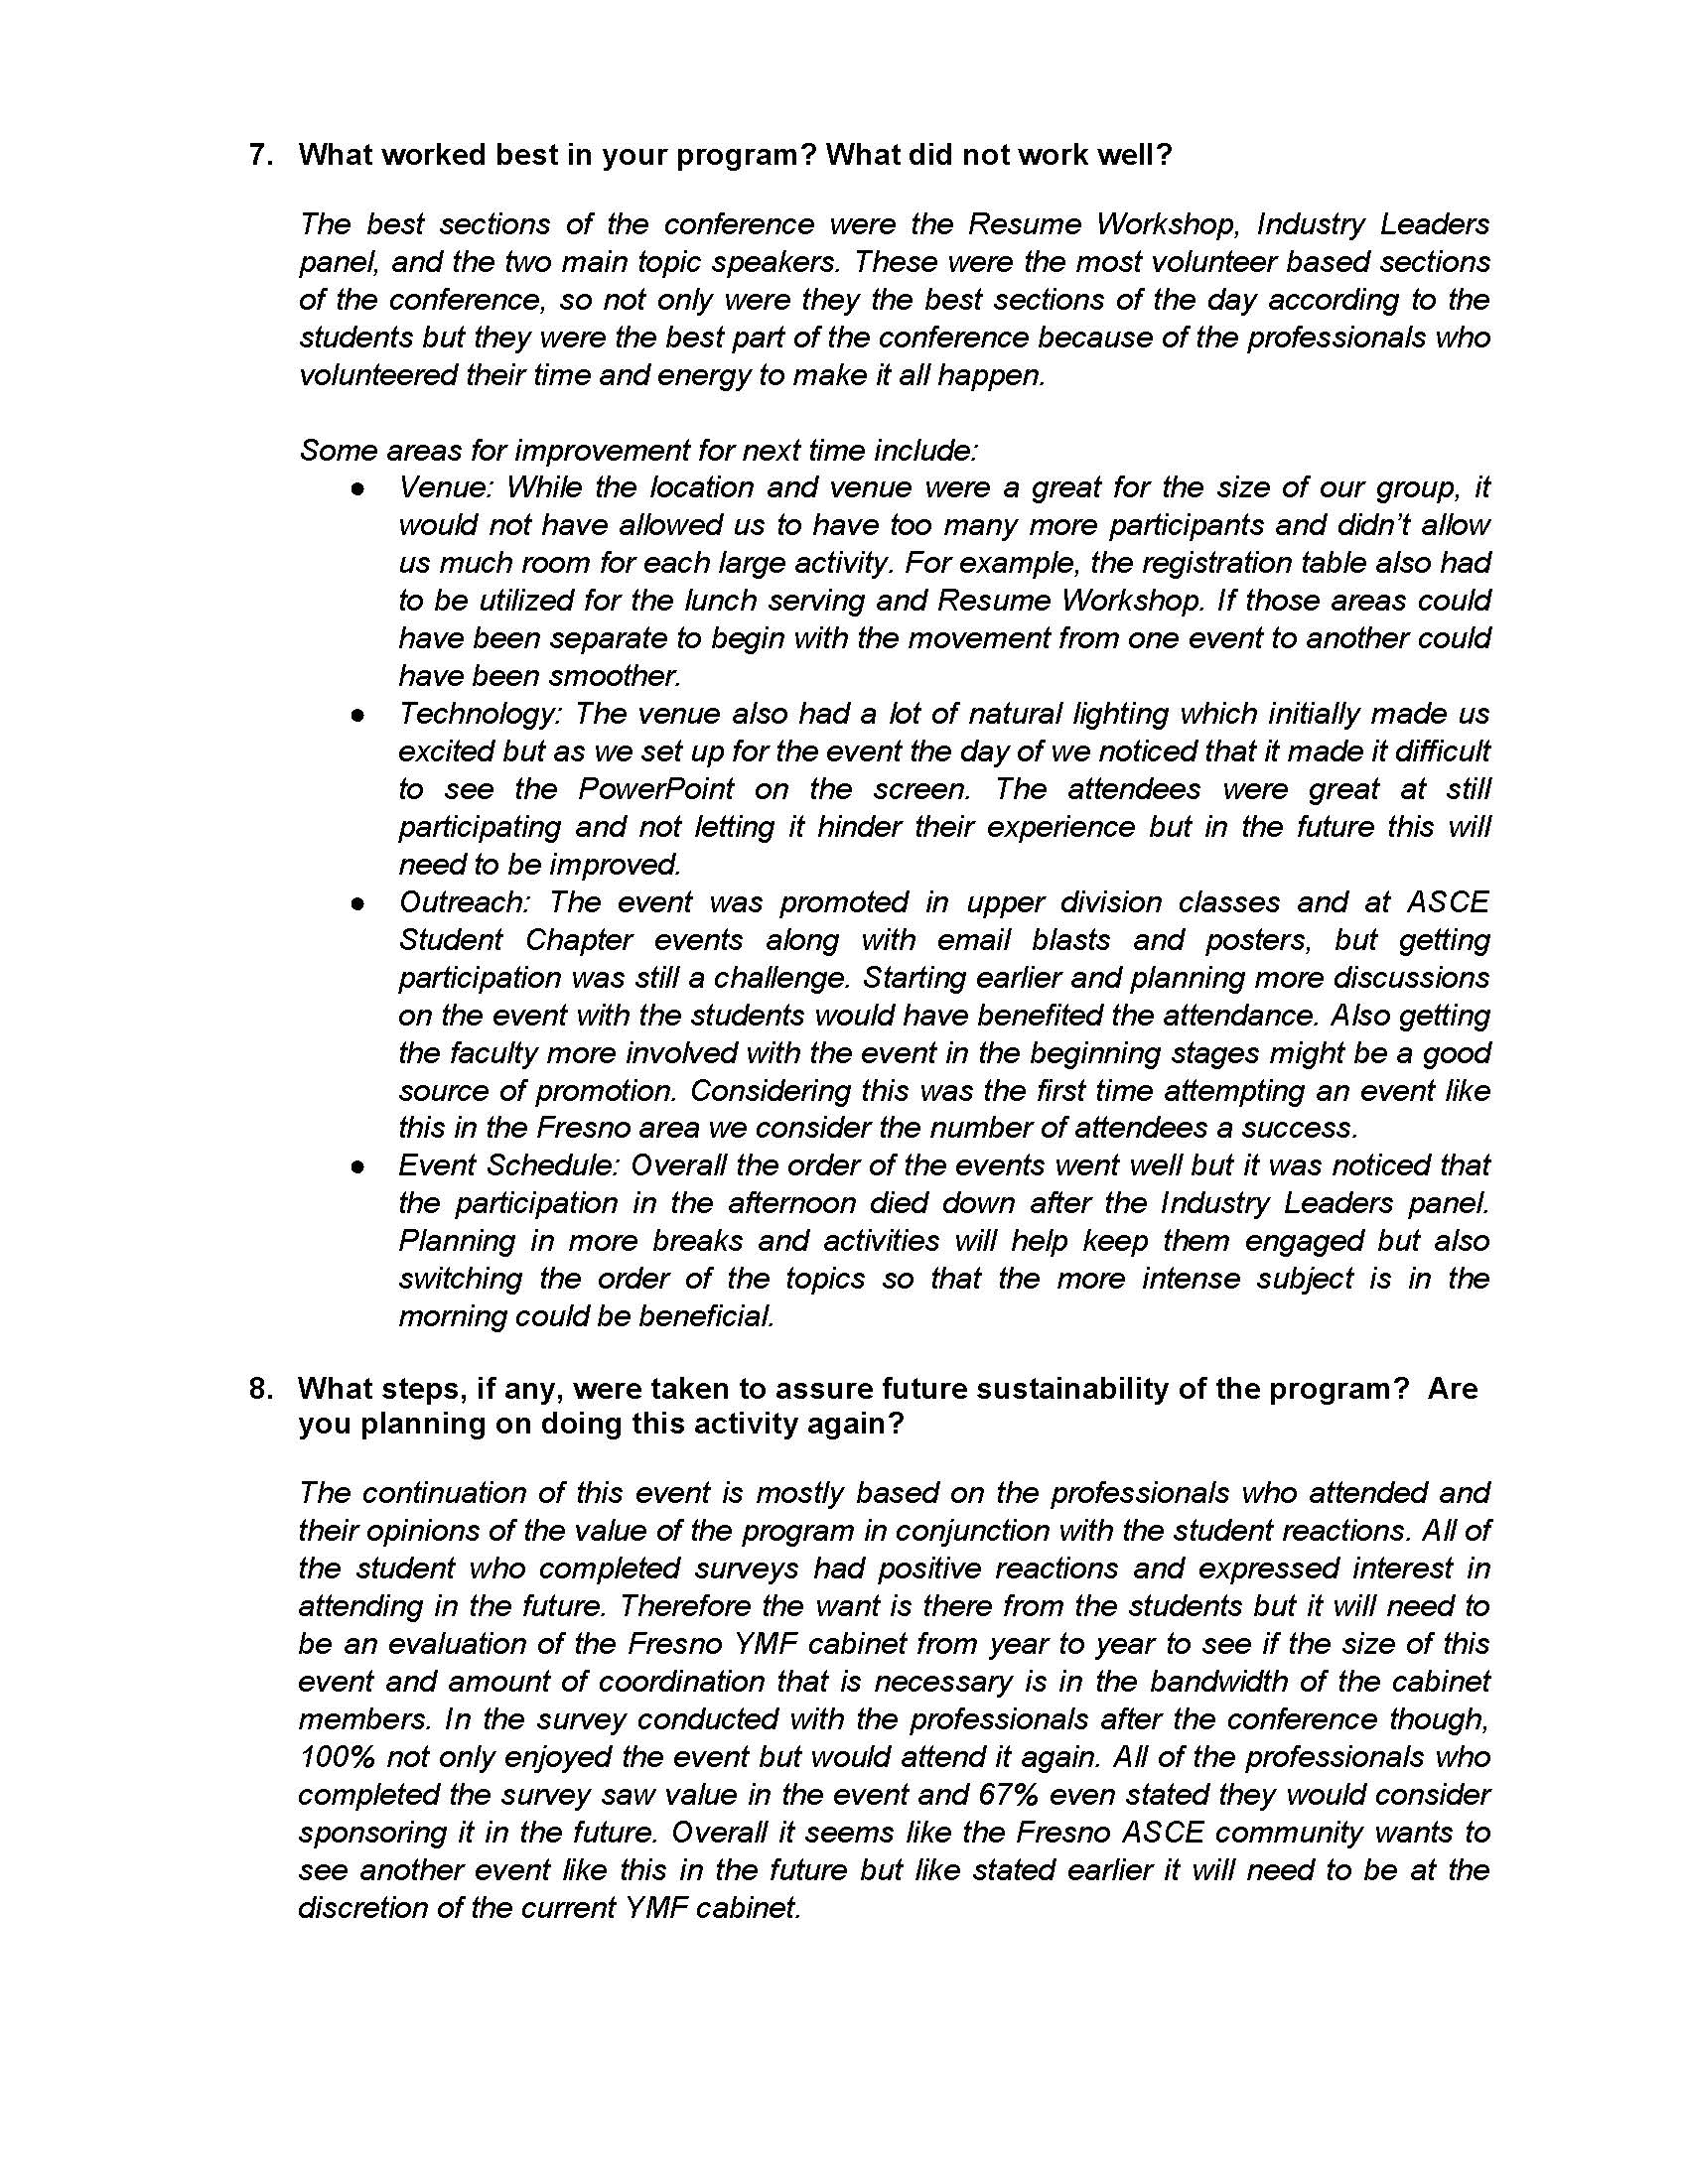 7. What worked best in your program? What did not work well?
The best sections of the conference were the Resume Workshop, Industry Leaders
panel, and the two main topic speakers. These were the most volunteer based sections
of the conference, so not only were they the best sections of the day according to the
students but they were the best part of the conference because of the professionals who
volunteered their time and energy to make it all happen.
Some areas for improvement for next time include:
● Venue: While the location and venue were a great for the size of our group, it
would not have allowed us to have too many more participants and didn’t allow
us much room for each large activity. For example, the registration table also had
to be utilized for the lunch serving and Resume Workshop. If those areas could
have been separate to begin with the movement from one event to another could
have been smoother.
● Technology: The venue also had a lot of natural lighting which initially made us
excited but as we set up for the event the day of we noticed that it made it difficult
to see the PowerPoint on the screen. The attendees were great at still
participating and not letting it hinder their experience but in the future this will
need to be improved.
● Outreach: The event was promoted in upper division classes and at ASCE
Student Chapter events along with email blasts and posters, but getting
participation was still a challenge. Starting earlier and planning more discussions
on the event with the students would have benefited the attendance. Also getting
the faculty more involved with the event in the beginning stages might be a good
source of promotion. Considering this was the first time attempting an event like
this in the Fresno area we consider the number of attendees a success.
● Event Schedule: Overall the order of the events went well but it was noticed that
the participation in the afternoon died down after the Industry Leaders panel.
Planning in more breaks and activities will help keep them engaged but also
switching the order of the topics so that the more intense subject is in the
morning could be beneficial.
8. What steps, if any, were taken to assure future sustainability of the program?  Are
you planning on doing this activity again?
The continuation of this event is mostly based on the professionals who attended and
their opinions of the value of the program in conjunction with the student reactions. All of
the student who completed surveys had positive reactions and expressed interest in
attending in the future. Therefore the want is there from the students but it will need to
be an evaluation of the Fresno YMF cabinet from year to year to see if the size of this
event and amount of coordination that is necessary is in the bandwidth of the cabinet
members. In the survey conducted with the professionals after the conference though,
100% not only enjoyed the event but would attend it again. All of the professionals who
completed the survey saw value in the event and 67% even stated they would consider
sponsoring it in the future. Overall it seems like the Fresno ASCE community wants to
see another event like this in the future but like stated earlier it will need to be at the
discretion of the current YMF cabinet.